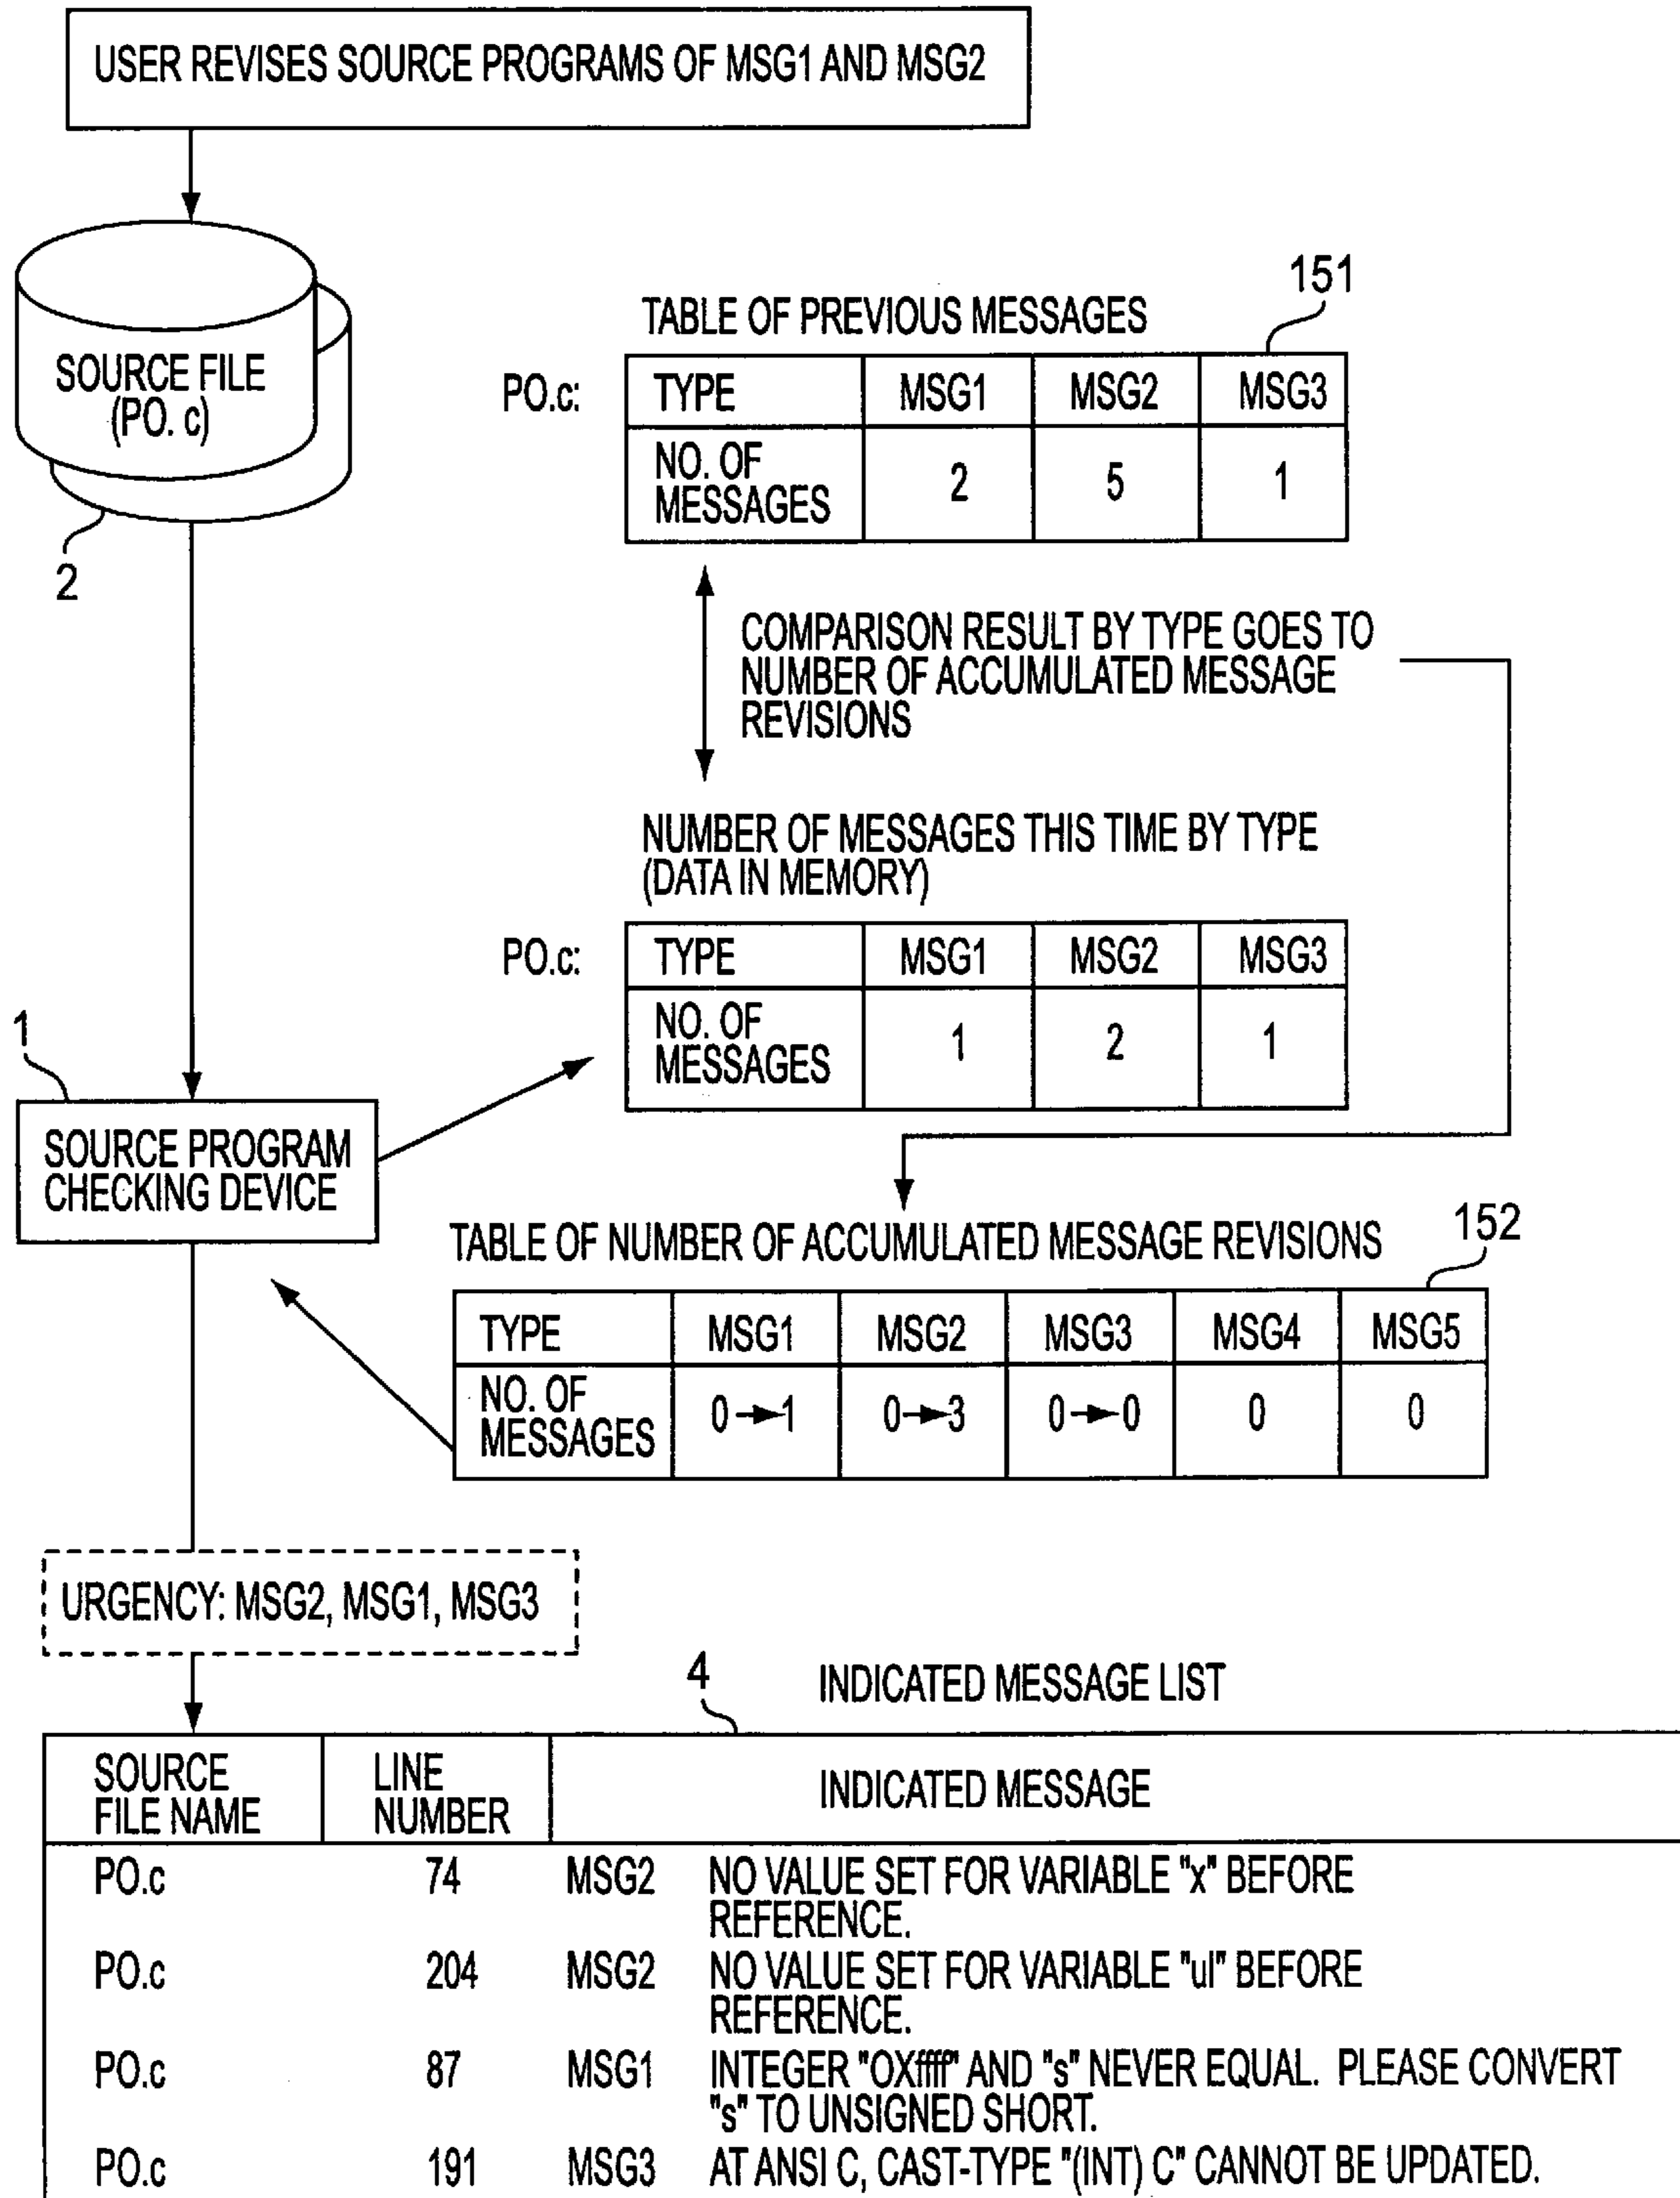 USER REVISES SOURCE PROGRAMS OF MSG1 AND MSG2
SOURCE FILE
(PO. c)
2
151
TABLE OF PREVIOUS MESSAGES
PO.c:
TYPE MSG1 MSG2 MSG3
NO. OF
MESSAGES 2 5 1
COMPARISON RESULT BY TYPE GOES TO
NUMBER OF ACCUMULATED MESSAGE
REVISIONS
NUMBER OF MESSAGES THIS TIME BY TYPE
(DATA IN MEMORY)
PO.c:
TYPE MSG1 MSG2 MSG3
NO. OF
MESSAGES 1 2 1
1
SOURCE PROGRAM
CHECKING DEVICE
152
TABLE OF NUMBER OF ACCUMULATED MESSAGE REVISIONS
TYPE MSG1 MSG2 MSG3 MSG4 MSG5
NO. OF
MESSAGES 0→1 0→3 0→0 0 0
URGENCY: MSG2, MSG1, MSG3
4
INDICATED MESSAGE LIST
SOURCE
FILE NAME
LINE
NUMBER
INDICATED MESSAGE
PO.c 74 MSG2 NO VALUE SET FOR VARIABLE "x" BEFORE
REFERENCE.
PO.c 204 MSG2 NO VALUE SET FOR VARIABLE "ul" BEFORE
REFERENCE.
PO.c 87 MSG1 INTEGER "OXffff" AND "s" NEVER EQUAL. PLEASE CONVERT
"s" TO UNSIGNED SHORT.
PO.c 191 MSG3 AT ANSI C, CAST-TYPE "(INT) C" CANNOT BE UPDATED.